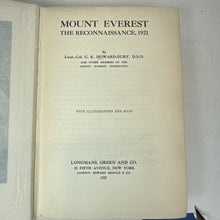 MOUNT EVEREST
THE RECONNAISSANCE, 1921
By
Lieut.-Col. C. K. HOWARD-BURY, D.S.O.
AND OTHER MEMBERS OF THE
MOUNT EVEREST EXPEDITION
WITH ILLUSTRATIONS AND MAPS
LONGMANS, GREEN AND CO.
55 FIFTH AVENUE, NEW YORK
LONDON: EDWARD ARNOLD & CO.
1922